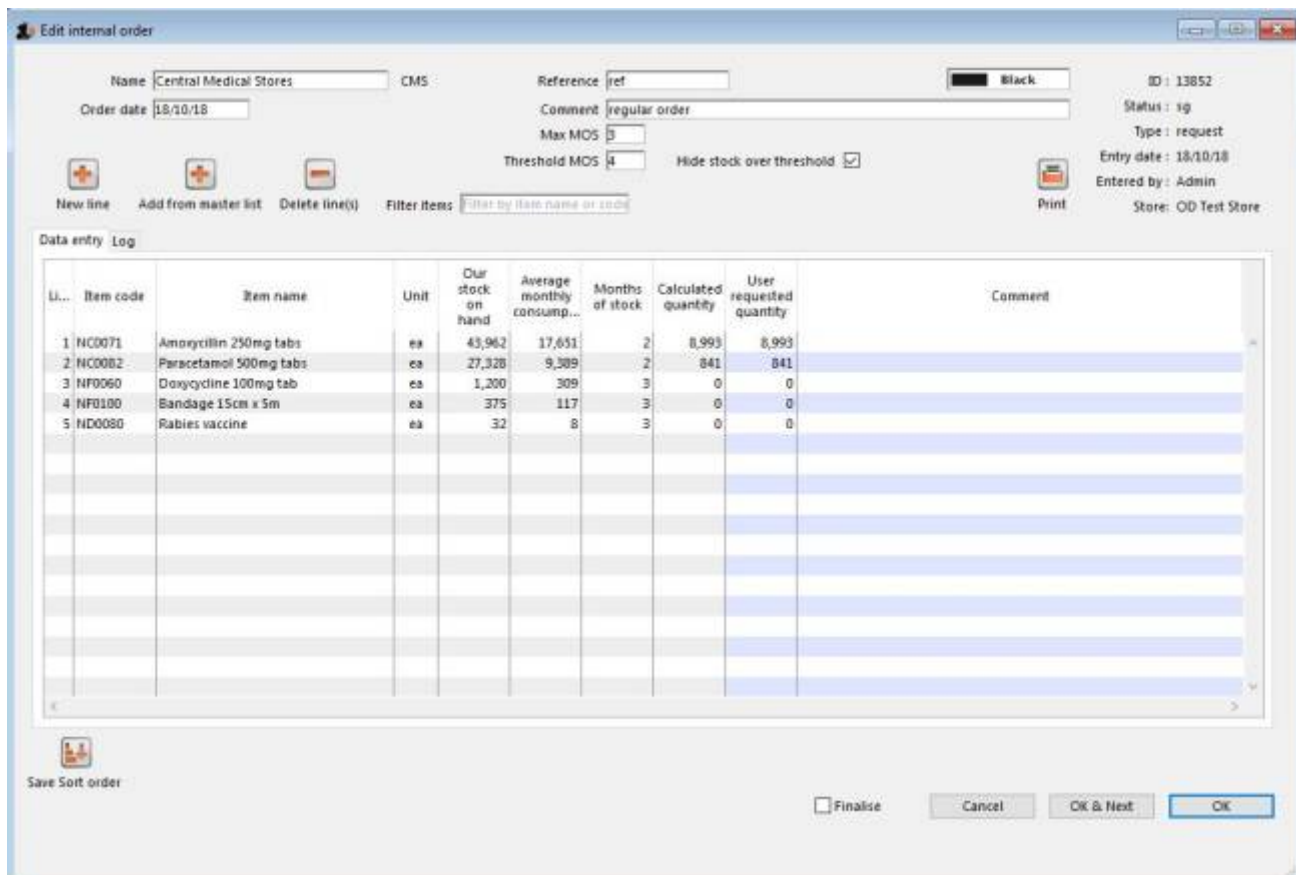 Edit internal order
Name Central Medical Stores CMS Reference ref Black ID : 13852
Order date 18/10/18 Comment regular order Status : sg
Max MOS 3 Type : request
Threshold MOS 4 Hide stock over threshold Entry date : 18/10/18
Entered by : Admin
New line Add from master list Delete line(s) Filter items Filter by item name or code Print Store: OD Test Store
Data entry Log
Li... Item code Item name Unit Our stock on hand Average monthly consump... Months of stock Calculated quantity User requested quantity Comment
1 NC0071 Amoxycillin 250mg tabs ea 43,962 17,651 2 8,993 8,993
2 NC0082 Paracetamol 500mg tabs ea 27,328 9,389 2 841 841
3 NF0060 Doxycycline 100mg tab ea 1,200 309 3 0 0
4 NF0100 Bandage 15cm x 5m ea 375 117 3 0 0
5 ND0080 Rabies vaccine ea 32 8 3 0 0
Save Sort order
Finalise Cancel OK & Next OK